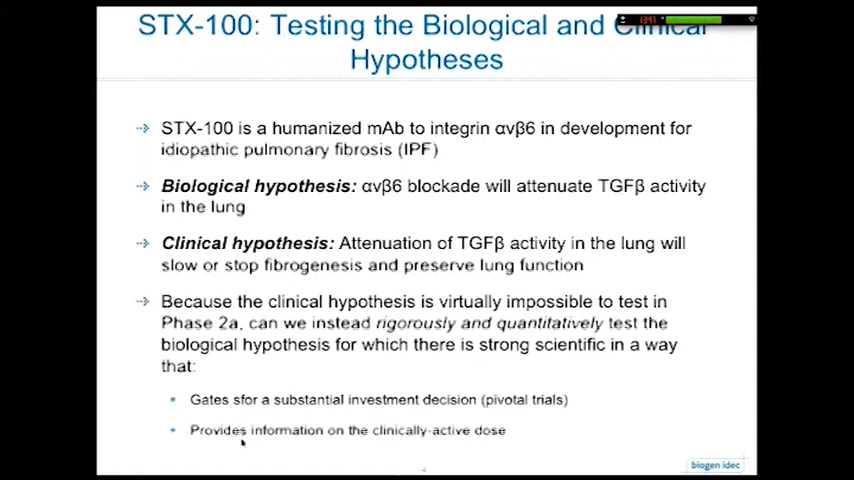 STX-100: Testing the Biological and Clinical
Hypotheses
STX-100 is a humanized mAb to integrin αvβ6 in development for
idiopathic pulmonary fibrosis (IPF)
Biological hypothesis: αvβ6 blockade will attenuate TGFβ activity
in the lung
Clinical hypothesis: Attenuation of TGFβ activity in the lung will
slow or stop fibrogenesis and preserve lung function
Because the clinical hypothesis is virtually impossible to test in
Phase 2a, can we instead rigorously and quantitatively test the
biological hypothesis for which there is strong scientific in a way
that:
Gates sfor a substantial investment decision (pivotal trials)
Provides information on the clinically-active dose
biogen idec